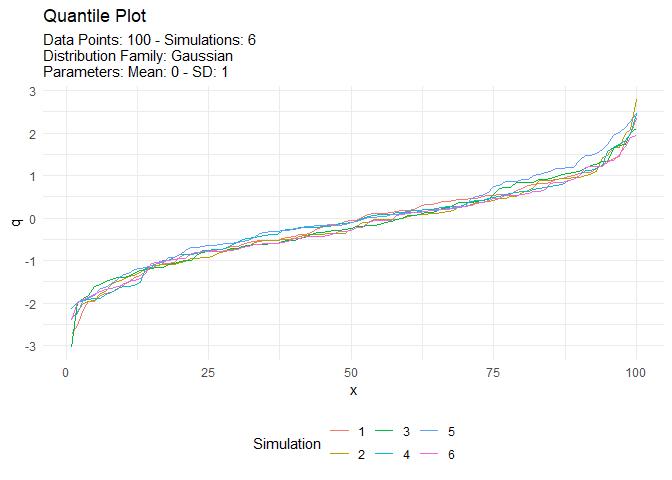 Quantile Plot
Data Points: 100 - Simulations: 6
Distribution Family: Gaussian
Parameters: Mean: 0 - SD: 1
3
2
1
0
-1
-2
-3
q
0 25 50 75 100
x
Simulation
1 3 5
2 4 6